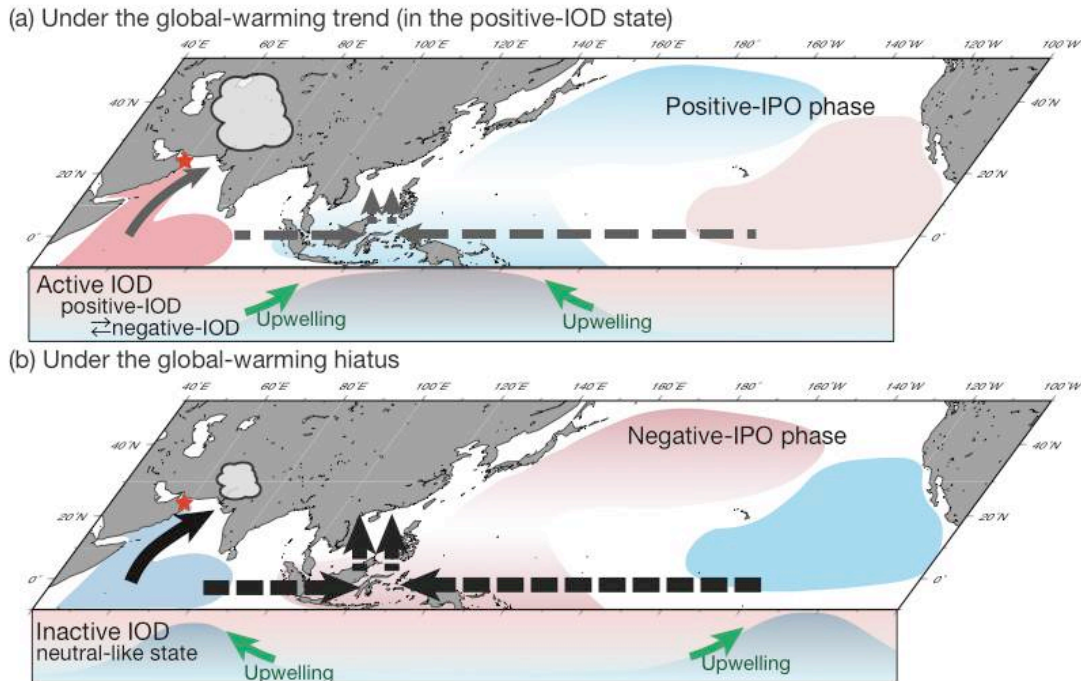 (a) Under the global-warming trend (in the positive-IOD state)
40˚E 60˚E 80˚E 100˚E 120˚E 140˚E 160˚E 180˚ 160˚W 140˚W 120˚W 100˚W
40˚N
Positive-IPO phase
20˚N
20˚N
0˚
0˚
Active IOD
positive-IOD
⇄negative-IOD
Upwelling
Upwelling
(b) Under the global-warming hiatus
40˚E 60˚E 80˚E 100˚E 120˚E 140˚E 160˚E 180˚ 160˚W 140˚W 120˚W 100˚W
40˚N
40˚N
Negative-IPO phase
20˚N
20˚N
0˚
0˚
Inactive IOD
neutral-like state
Upwelling
Upwelling